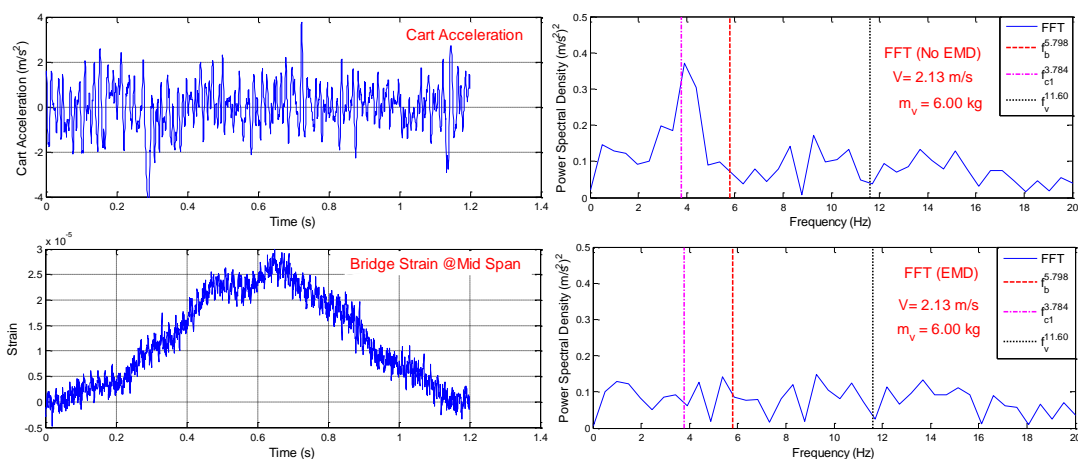 Cart Acceleration
Cart Acceleration (m/s²)
4
2
0
-2
-4
0 0.2 0.4 0.6 0.8 1 1.2 1.4
Time (s)
FFT (No EMD)
V= 2.13 m/s
m_v = 6.00 kg
FFT
f_b^5.798
f_c1^3.784
f_v^11.60
Power Spectral Density (m/s²)²
0.5
0.4
0.3
0.2
0.1
0
0 2 4 6 8 10 12 14 16 18 20
Frequency (Hz)
x 10⁻⁵
Bridge Strain @Mid Span
Strain
3
2.5
2
1.5
1
0.5
0
-0.5
0 0.2 0.4 0.6 0.8 1 1.2 1.4
Time (s)
FFT (EMD)
V= 2.13 m/s
m_v = 6.00 kg
FFT
f_b^5.798
f_c1^3.784
f_v^11.60
Power Spectral Density (m/s²)²
0.5
0.4
0.3
0.2
0.1
0
0 2 4 6 8 10 12 14 16 18 20
Frequency (Hz)